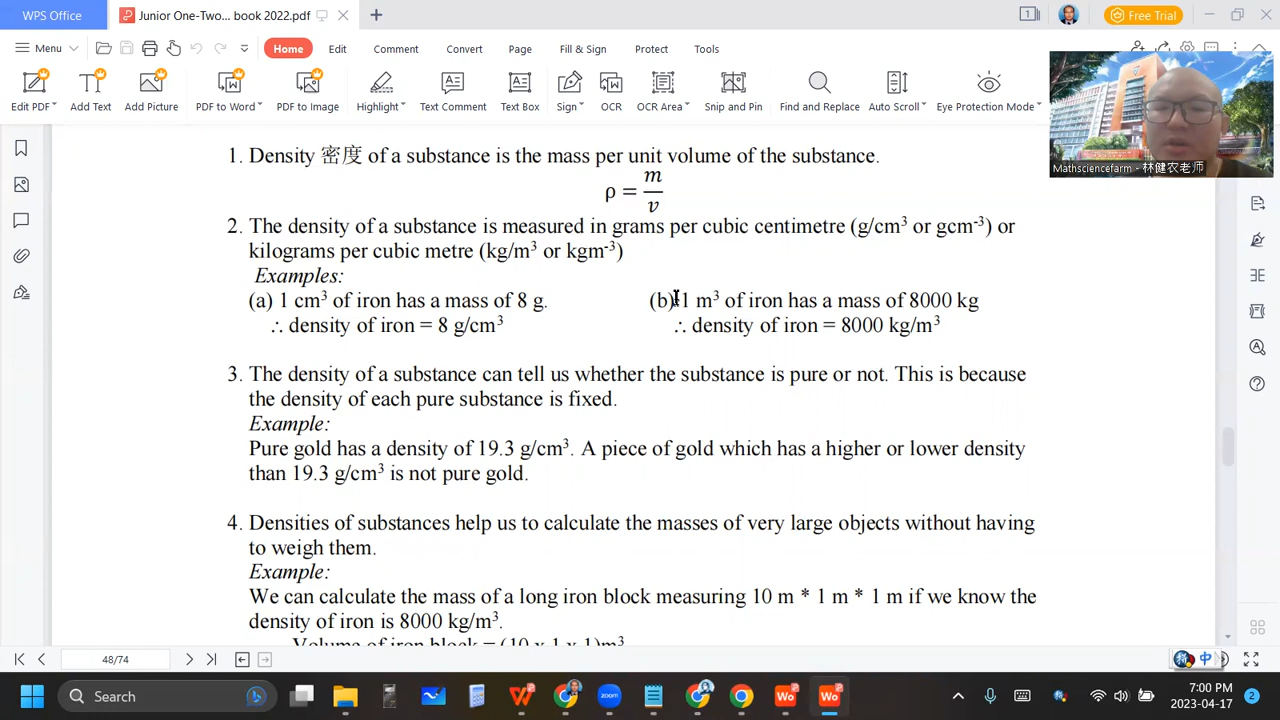 WPS Office
Junior One-Two... book 2022.pdf
1
Free Trial
Menu
Home
Edit
Comment
Convert
Page
Fill & Sign
Protect
Tools
Edit PDF
Add Text
Add Picture
PDF to Word
PDF to Image
Highlight
Text Comment
Text Box
Sign
OCR
OCR Area
Snip and Pin
Find and Replace
Auto Scroll
Eye Protection Mode
Mathsciencefarm - 林健农老师
1. Density 密度 of a substance is the mass per unit volume of the substance.
ρ = m/v
2. The density of a substance is measured in grams per cubic centimetre (g/cm³ or gcm⁻³) or
kilograms per cubic metre (kg/m³ or kgm⁻³)
Examples:
(a) 1 cm³ of iron has a mass of 8 g.
∴ density of iron = 8 g/cm³
(b) 1 m³ of iron has a mass of 8000 kg
∴ density of iron = 8000 kg/m³
3. The density of a substance can tell us whether the substance is pure or not. This is because
the density of each pure substance is fixed.
Example:
Pure gold has a density of 19.3 g/cm³. A piece of gold which has a higher or lower density
than 19.3 g/cm³ is not pure gold.
4. Densities of substances help us to calculate the masses of very large objects without having
to weigh them.
Example:
We can calculate the mass of a long iron block measuring 10 m * 1 m * 1 m if we know the
density of iron is 8000 kg/m³.
Volume of iron block = (10 x 1 x 1)m³
48/74
中
Search
7:00 PM
2023-04-17
2